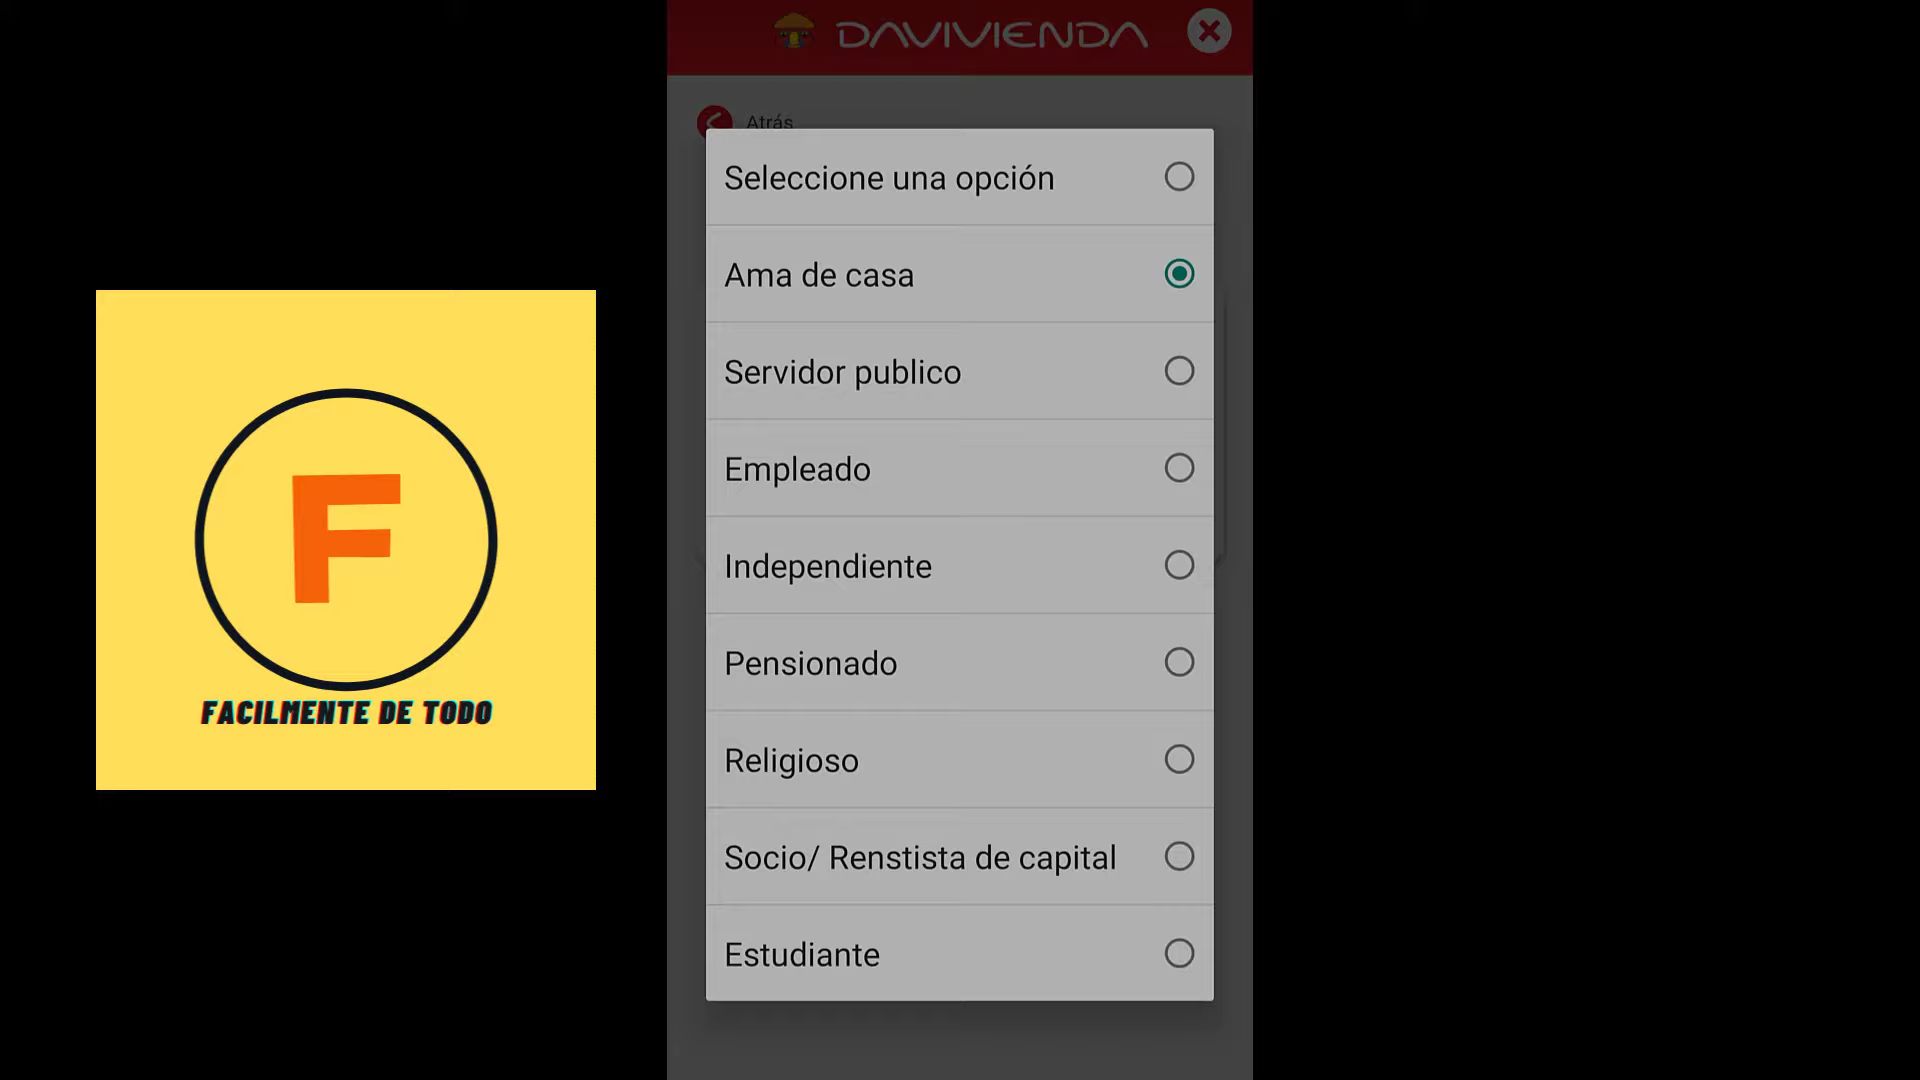 DAVIVIENDA
Atrás
Seleccione una opción
Ama de casa
Servidor publico
Empleado
Independiente
Pensionado
Religioso
Socio/ Renstista de capital
Estudiante
F
FACILMENTE DE TODO